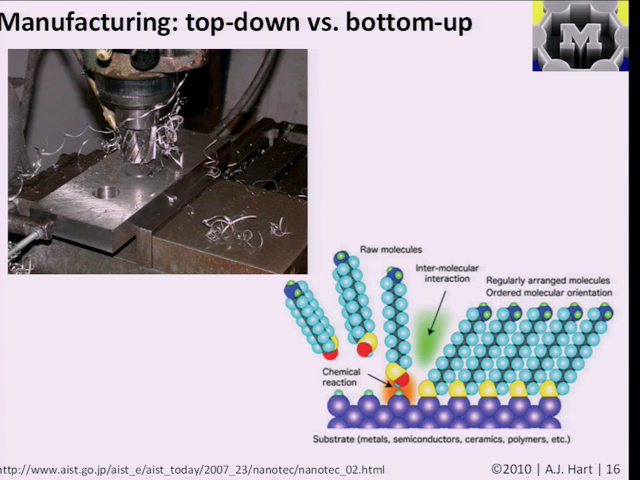 Manufacturing: top-down vs. bottom-up
M
Raw molecules
Inter-molecular
interaction
Regularly arranged molecules
Ordered molecular orientation
Chemical
reaction
Substrate (metals, semiconductors, ceramics, polymers, etc.)
http://www.aist.go.jp/aist_e/aist_today/2007_23/nanotec/nanotec_02.html
©2010 | A.J. Hart | 16